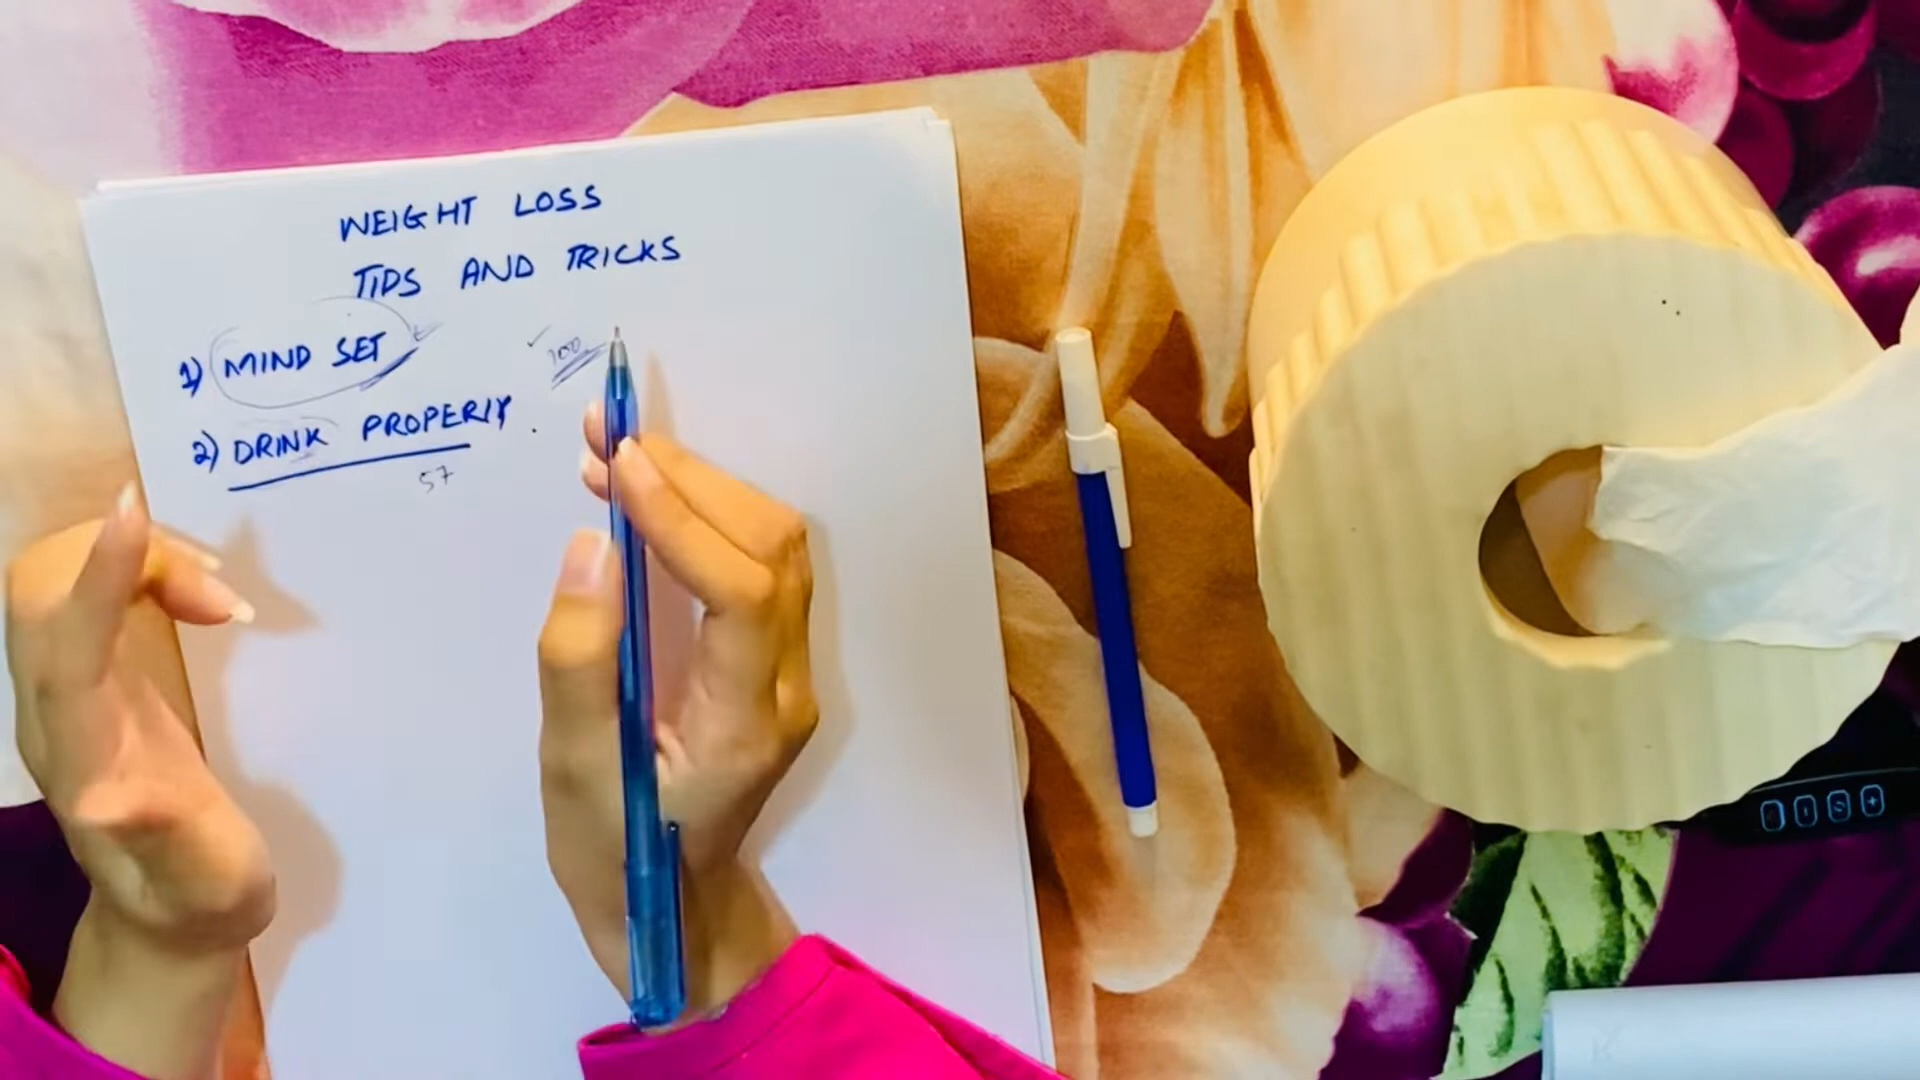 WEIGHT LOSS
TIPS AND TRICKS
1) MIND SET
100
2) DRINK PROPERLY
57